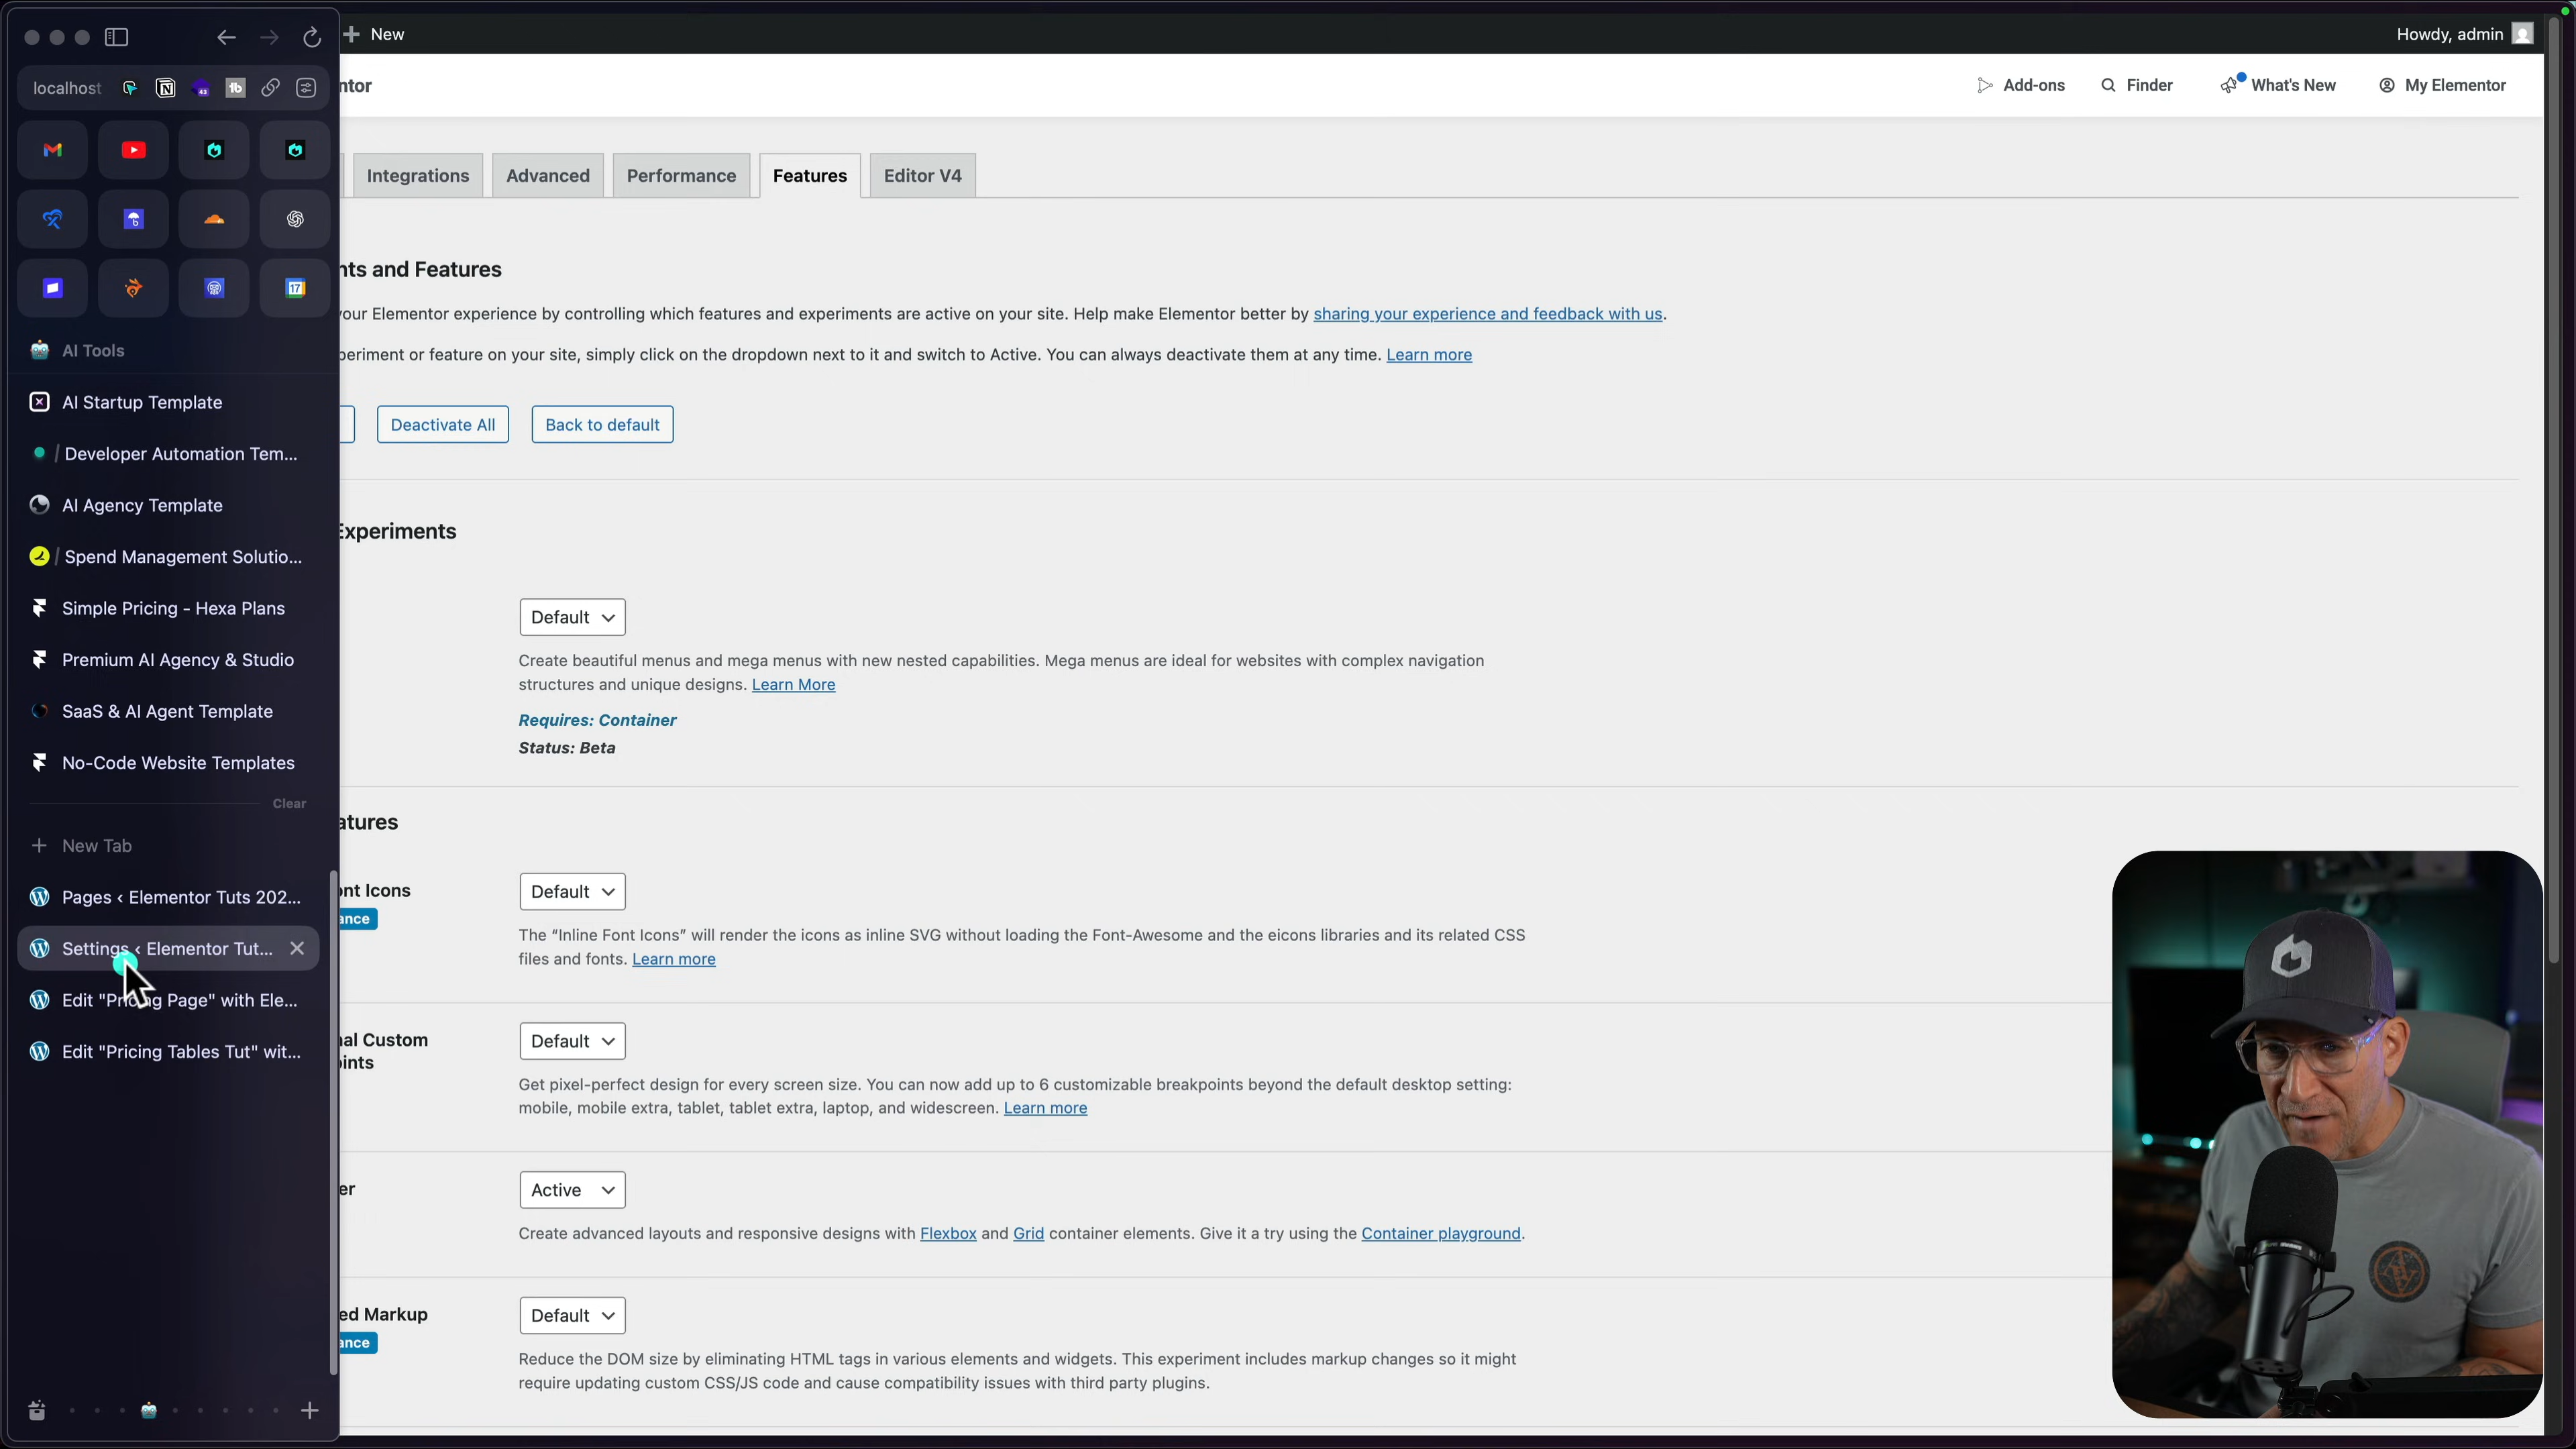 New
Howdy, admin
localhost
ntor
Add-ons
Finder
What's New
My Elementor
Integrations
Advanced
Performance
Features
Editor V4
nts and Features
your Elementor experience by controlling which features and experiments are active on your site. Help make Elementor better by sharing your experience and feedback with us.
AI Tools
periment or feature on your site, simply click on the dropdown next to it and switch to Active. You can always deactivate them at any time. Learn more
AI Startup Template
Deactivate All
Back to default
/ Developer Automation Tem...
AI Agency Template
Experiments
/ Spend Management Solutio...
Simple Pricing - Hexa Plans
Default
Premium AI Agency & Studio
Create beautiful menus and mega menus with new nested capabilities. Mega menus are ideal for websites with complex navigation
structures and unique designs. Learn More
SaaS & AI Agent Template
Requires: Container
Status: Beta
No-Code Website Templates
Clear
atures
New Tab
Pages ‹ Elementor Tuts 202...
ont Icons
ance
Default
Settings ‹ Elementor Tut...
The “Inline Font Icons” will render the icons as inline SVG without loading the Font-Awesome and the eicons libraries and its related CSS
files and fonts. Learn more
Edit "Pricing Page" with Ele...
Edit "Pricing Tables Tut" wit...
nal Custom
oints
Default
Get pixel-perfect design for every screen size. You can now add up to 6 customizable breakpoints beyond the default desktop setting:
mobile, mobile extra, tablet, tablet extra, laptop, and widescreen. Learn more
er
Active
Create advanced layouts and responsive designs with Flexbox and Grid container elements. Give it a try using the Container playground.
ed Markup
ance
Default
Reduce the DOM size by eliminating HTML tags in various elements and widgets. This experiment includes markup changes so it might
require updating custom CSS/JS code and cause compatibility issues with third party plugins.